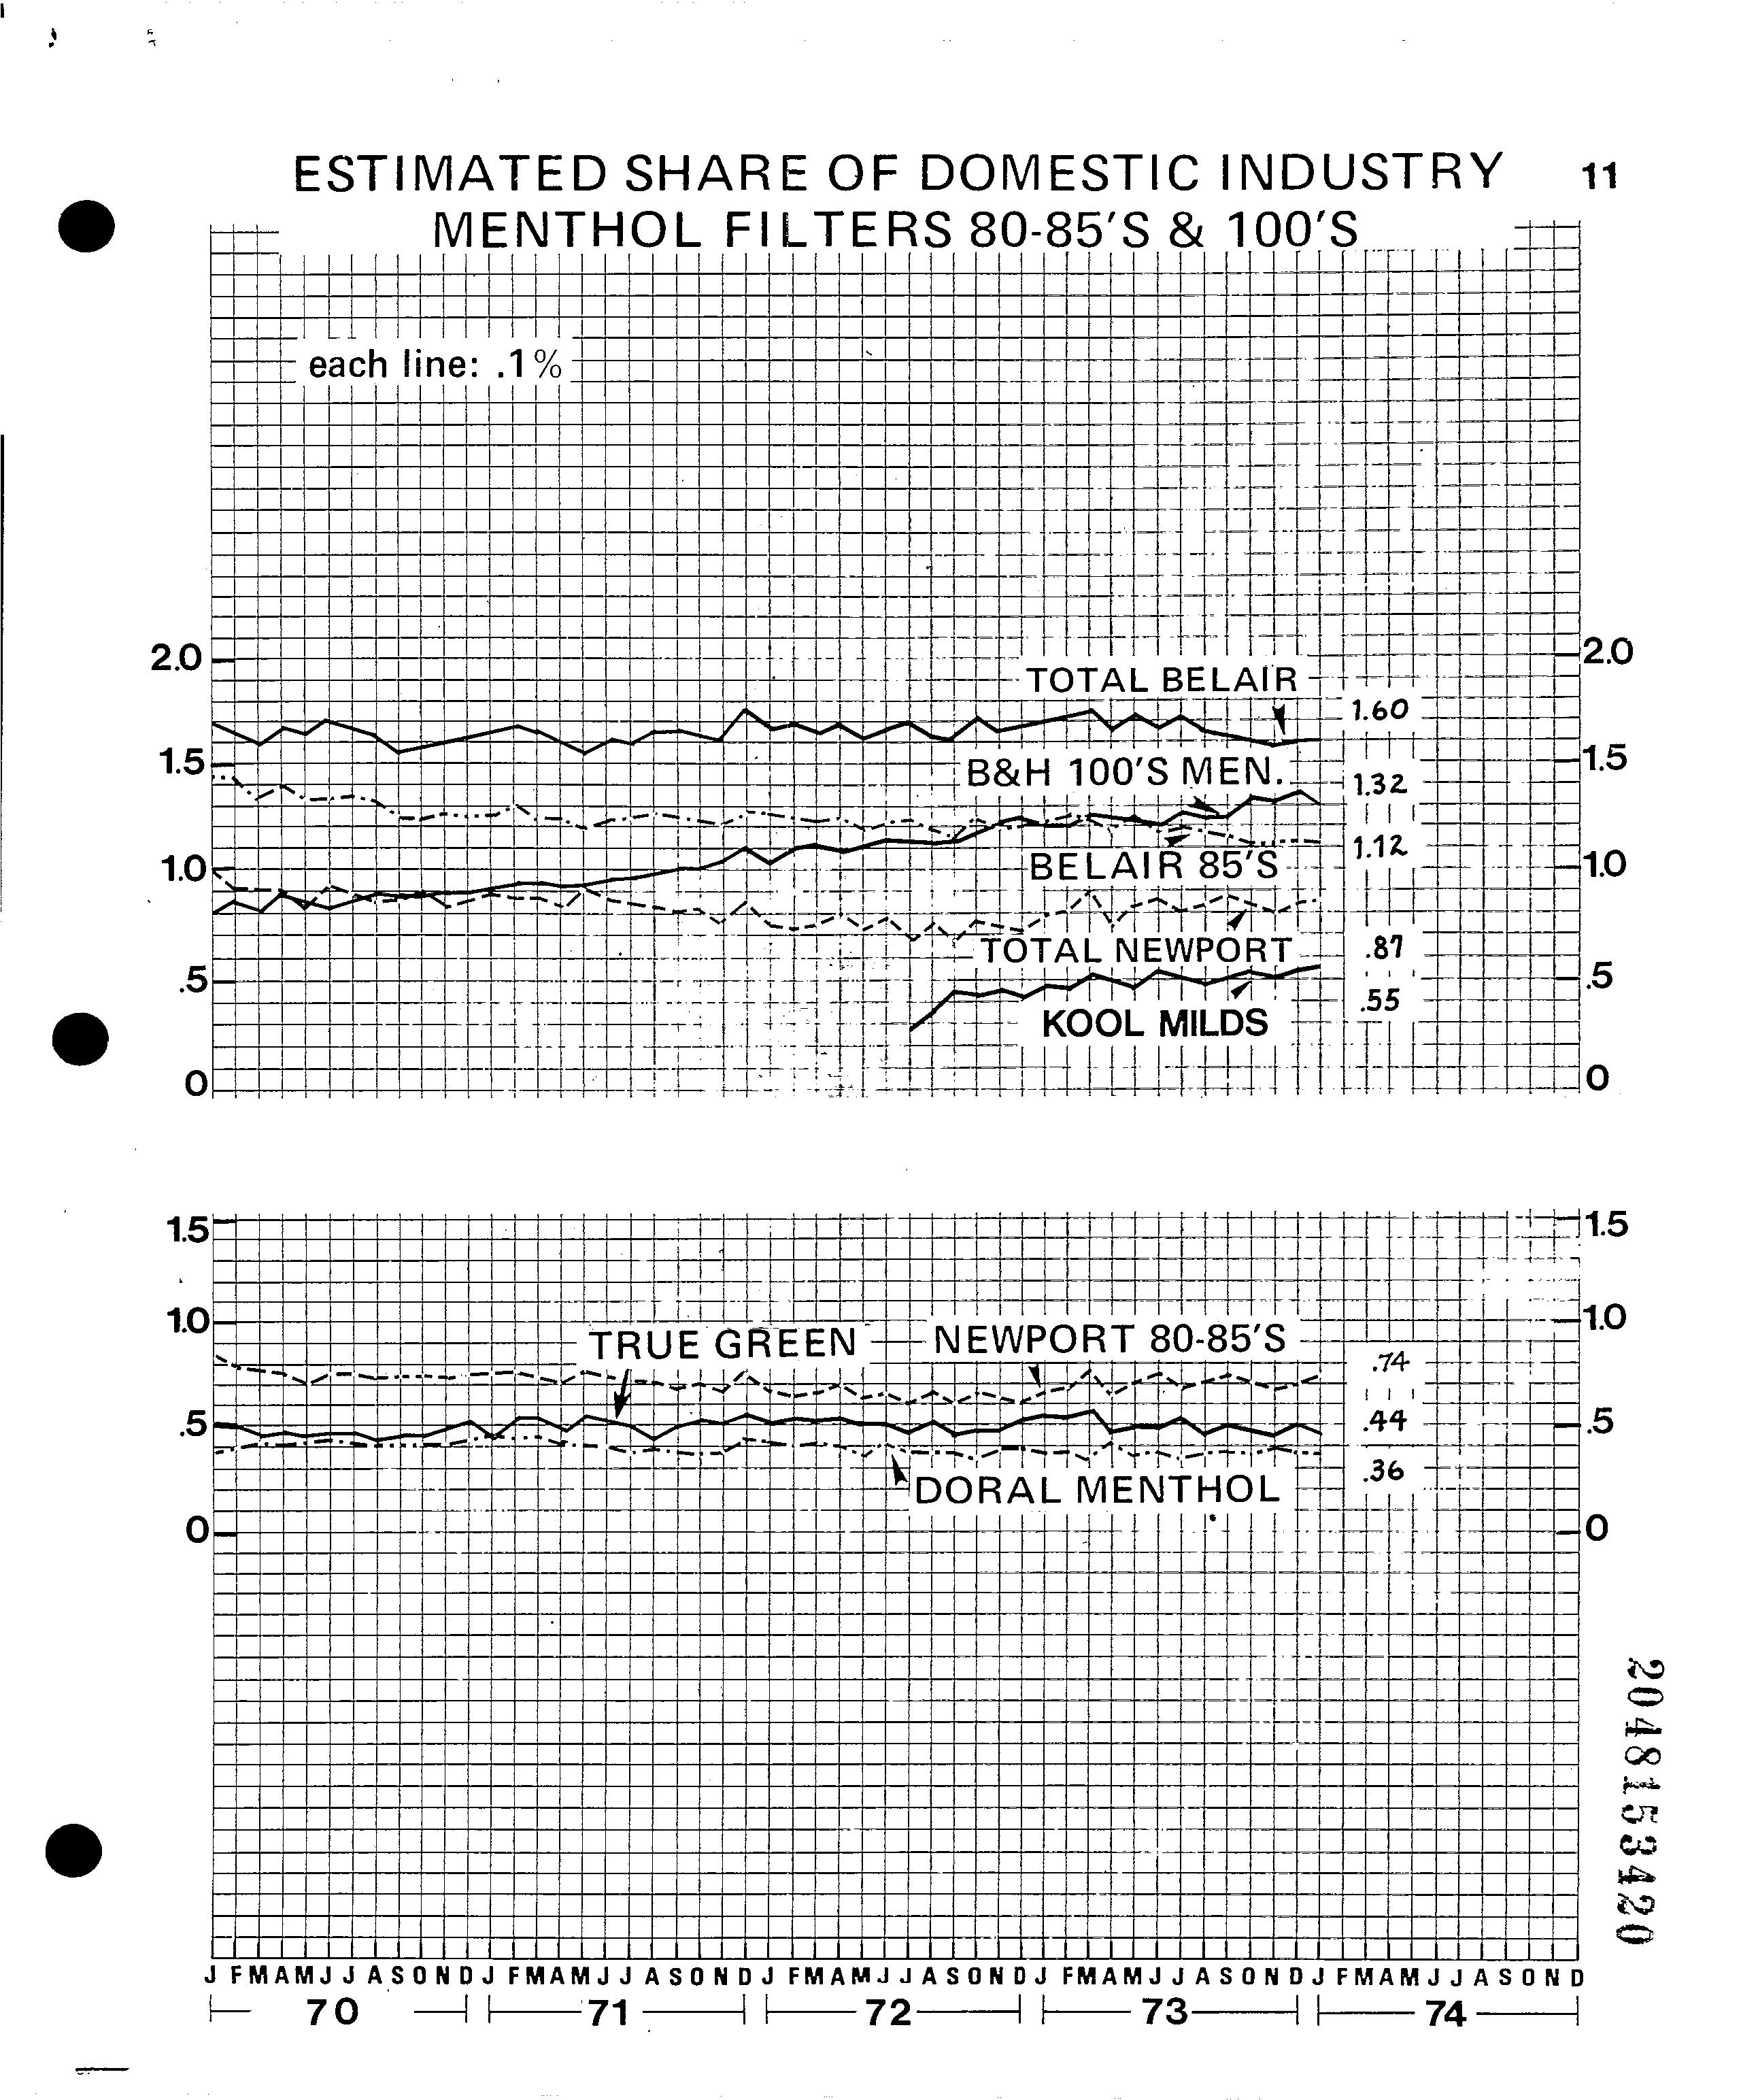 ESTIMATED SHARE OF DOMESTIC INDUSTRY 11
MENTHOL FILTERS 80-85'S & 100'S
each line: .1%
2.0 2.0
TOTAL BELAIR
1.60
1.5 1.5
B&H 100'S MEN.
1.32
1.12
1.0 1.0
BELAIR 85'S
TOTAL NEWPORT .87
.5 .5
.55
KOOL MILDS
0 0
1.5 1.5
1.0 1.0
TRUE GREEN NEWPORT 80-85'S
.74
.5 .44 .5
.36
DORAL MENTHOL
0 0
J F M A M J J A S O N D J F M A M J J A S O N D J F M A M J J A S O N D J F M A M J J A S O N D J F M A M J J A S O N D
70 71 72 73 74
2048153420